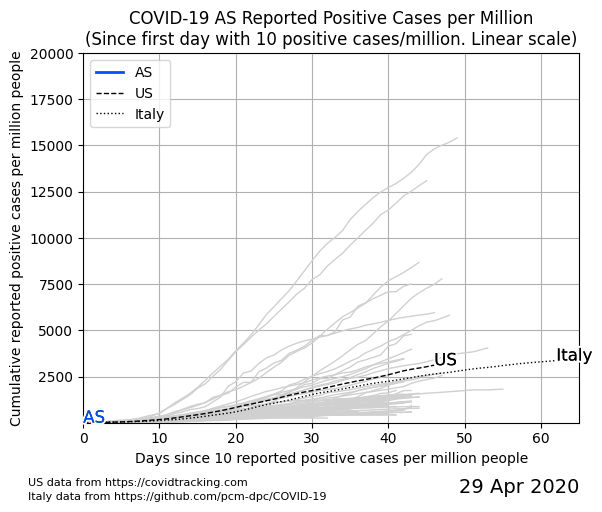 COVID-19 AS Reported Positive Cases per Million
(Since first day with 10 positive cases/million. Linear scale)
Cumulative reported positive cases per million people
20000
17500
15000
12500
10000
7500
5000
2500
AS
US
Italy
AS
US
Italy
0 10 20 30 40 50 60
Days since 10 reported positive cases per million people
US data from https://covidtracking.com
Italy data from https://github.com/pcm-dpc/COVID-19
29 Apr 2020